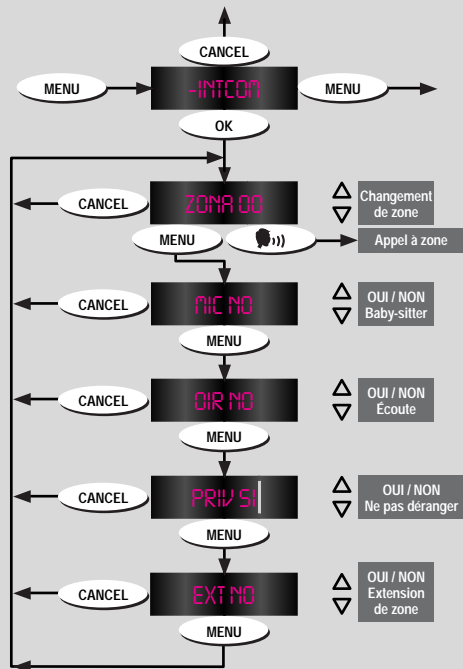 CANCEL
MENU
-INTCOM
MENU
OK
CANCEL
ZONA 00
Changement
de zone
MENU
Appel à zone
CANCEL
MIC NO
OUI / NON
Baby-sitter
MENU
CANCEL
OIR NO
OUI / NON
Écoute
MENU
CANCEL
PRIV SI
OUI / NON
Ne pas déranger
MENU
CANCEL
EXT NO
OUI / NON
Extension
de zone
MENU